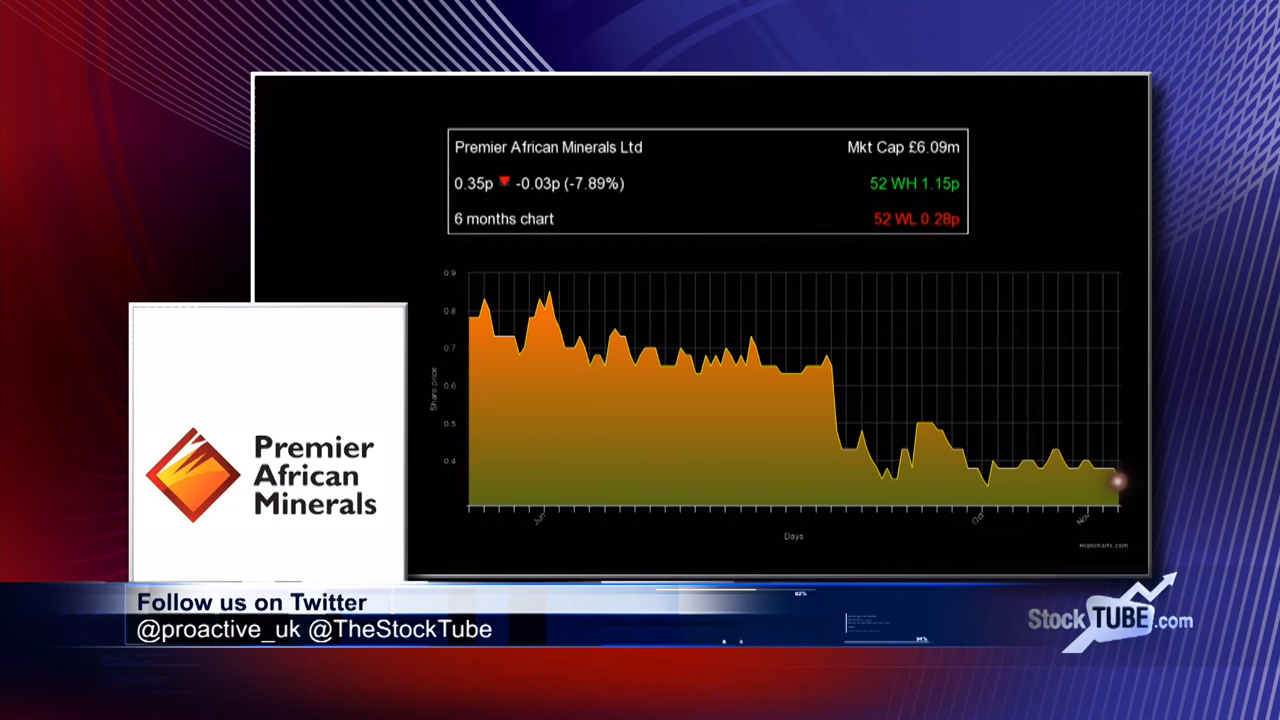 Premier African Minerals Ltd
Mkt Cap £6.09m
0.35p -0.03p (-7.89%)
52 WH 1.15p
6 months chart
52 WL 0.28p
0.9
0.8
0.7
0.6
0.5
0.4
Share price
Jun
Oct
Nov
Days
Highcharts.com
Premier
African
Minerals
Follow us on Twitter
@proactive_uk @TheStockTube
StockTUBE.com